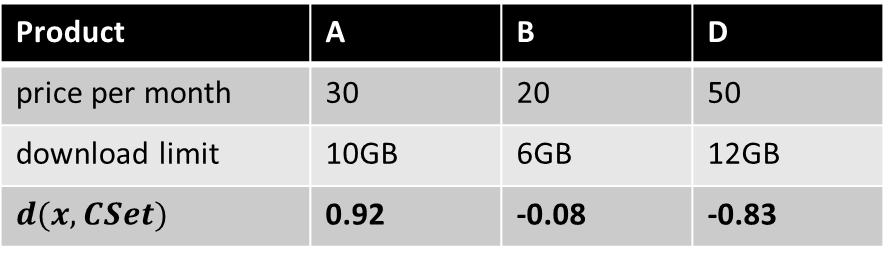 Product A B D
price per month 30 20 50
download limit 10GB 6GB 12GB
d(x, CSet) 0.92 -0.08 -0.83